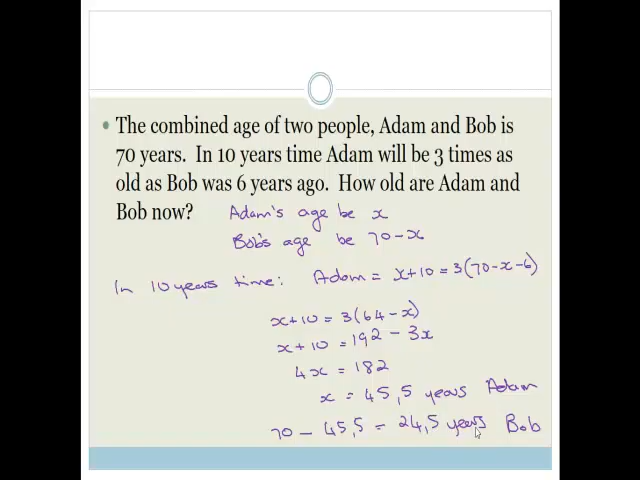 The combined age of two people, Adam and Bob is
70 years. In 10 years time Adam will be 3 times as
old as Bob was 6 years ago. How old are Adam and
Bob now?
Adam's age be x
Bob's age be 70-x
In 10 years time: Adam = x+10 = 3(70-x-6)
x+10 = 3(64-x)
x+10 = 192 - 3x
4x = 182
x = 45,5 years Adam
70 - 45,5 = 24,5 years Bob